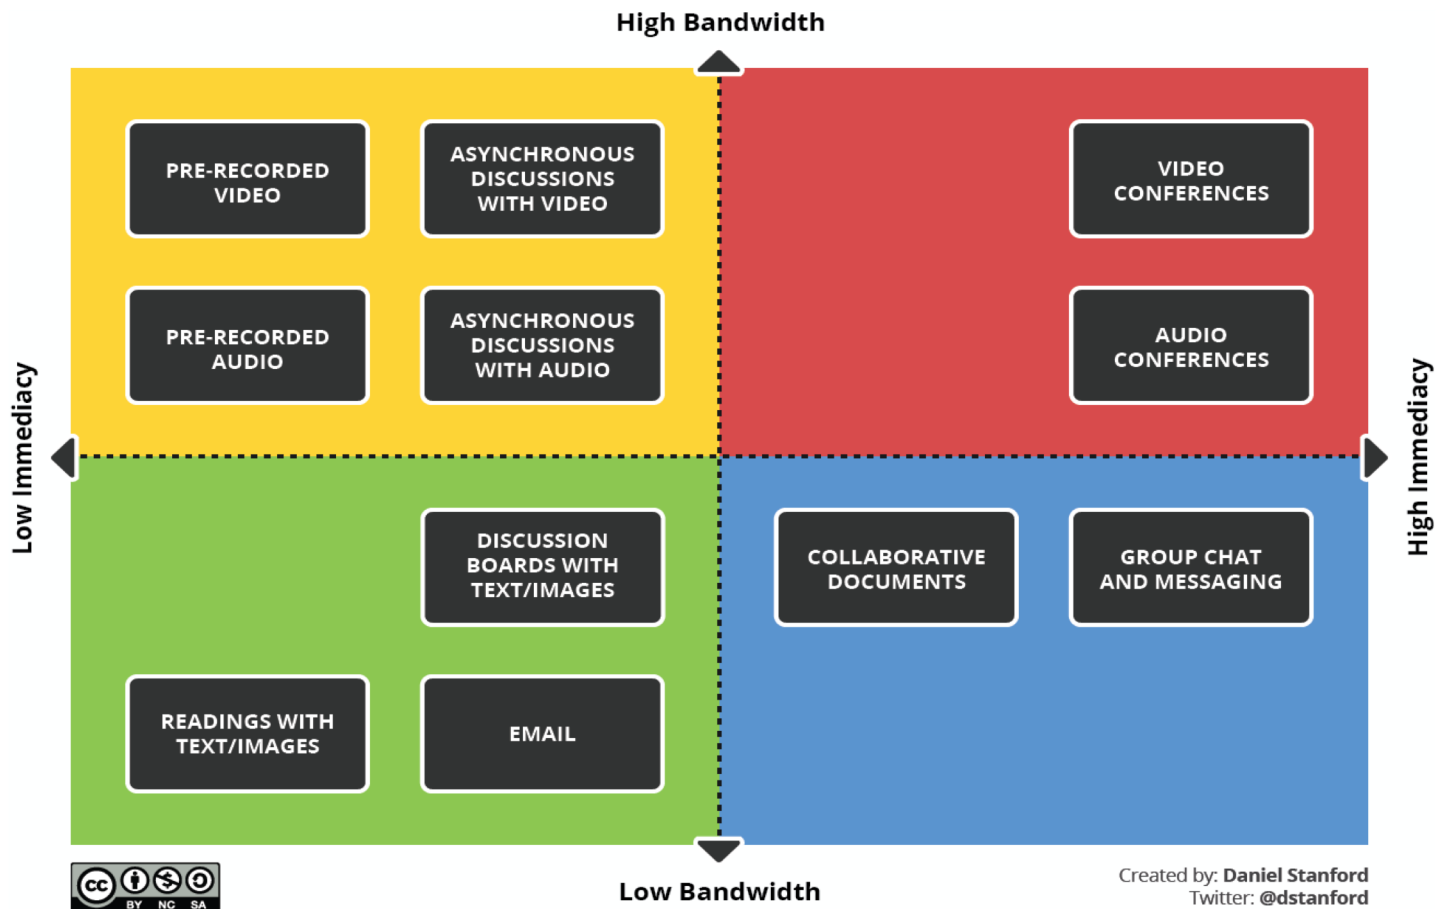 High Bandwidth
PRE-RECORDED
VIDEO
ASYNCHRONOUS
DISCUSSIONS
WITH VIDEO
VIDEO
CONFERENCES
PRE-RECORDED
AUDIO
ASYNCHRONOUS
DISCUSSIONS
WITH AUDIO
AUDIO
CONFERENCES
Low Immediacy
High Immediacy
DISCUSSION
BOARDS WITH
TEXT/IMAGES
COLLABORATIVE
DOCUMENTS
GROUP CHAT
AND MESSAGING
READINGS WITH
TEXT/IMAGES
EMAIL
Low Bandwidth
cc
BY NC SA
Created by: Daniel Stanford
Twitter: @dstanford